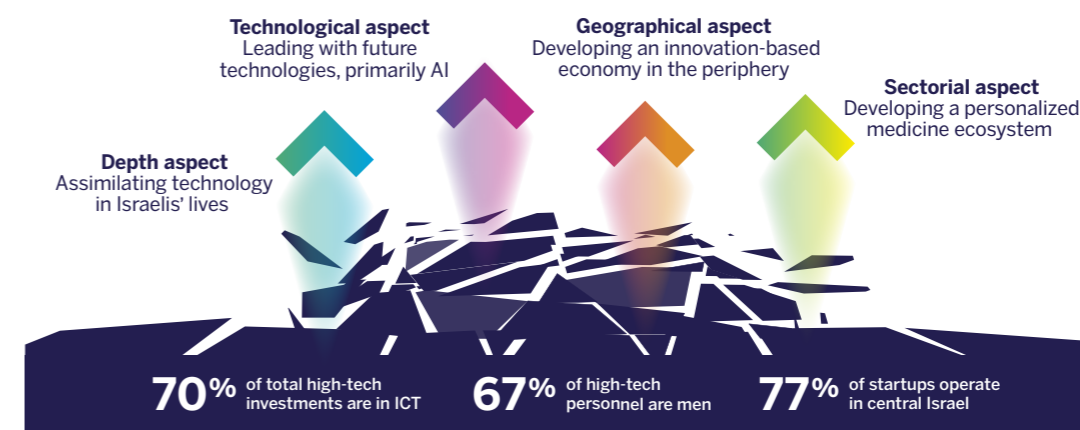 Technological aspect
Leading with future
technologies, primarily AI
Geographical aspect
Developing an innovation-based
economy in the periphery
Sectorial aspect
Developing a personalized
medicine ecosystem
Depth aspect
Assimilating technology
in Israelis' lives
70% of total high-tech
investments are in ICT
67% of high-tech
personnel are men
77% of startups operate
in central Israel